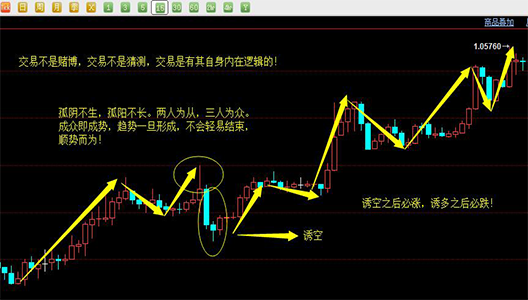 日 周 月 季 X 1 3 5 15 30 60 2H 4H Y
商品叠加
1.05760
交易不是赌博，交易不是猜测，交易是有其自身内在逻辑的！
孤阴不生，孤阳不长。两人为从，三人为众。
成众即成势，趋势一旦形成，不会轻易结束，
顺势而为！
诱空之后必涨，诱多之后必跌！
诱空